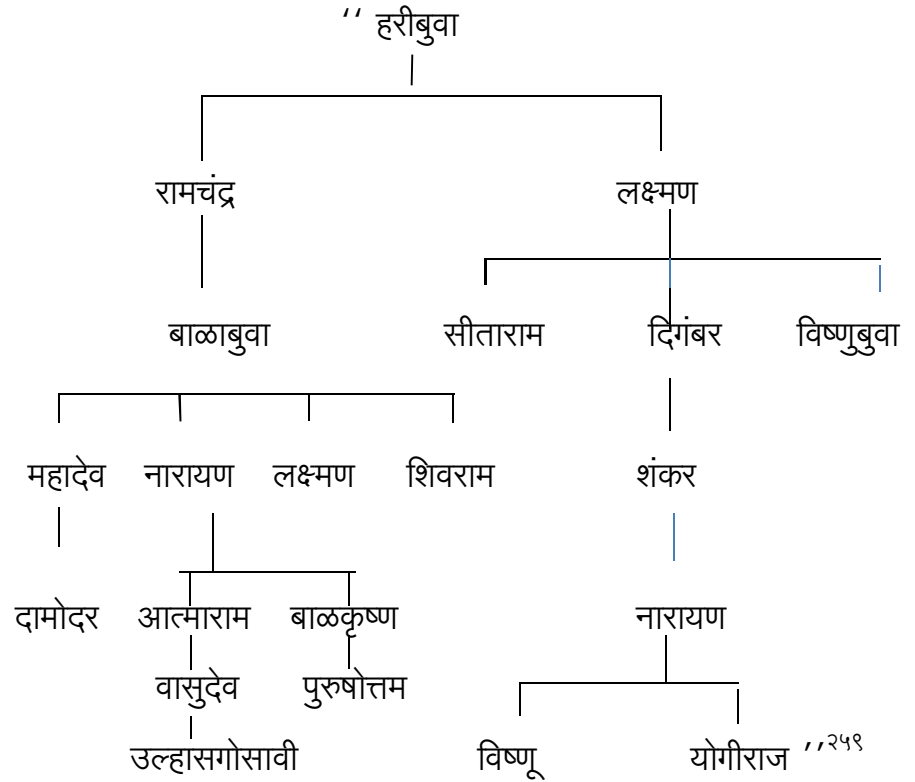 ‘‘ हरीबुवा
रामचंद्र लक्ष्मण
बाळाबुवा सीताराम दिगंबर विष्णुबुवा
महादेव नारायण लक्ष्मण शिवराम शंकर
दामोदर आत्माराम बाळकृष्ण नारायण
वासुदेव पुरुषोत्तम
उल्हासगोसावी विष्णू योगीराज ’’२५९